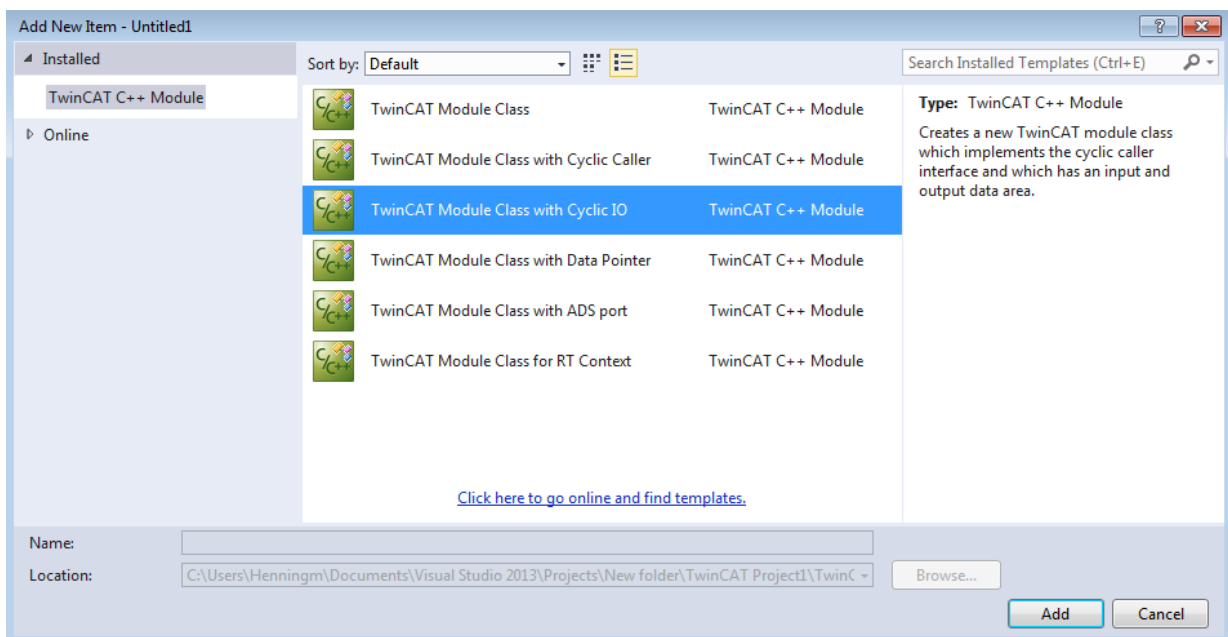 Add New Item - Untitled1
Installed
TwinCAT C++ Module
Online
Sort by: Default
Search Installed Templates (Ctrl+E)
TwinCAT Module Class TwinCAT C++ Module
TwinCAT Module Class with Cyclic Caller TwinCAT C++ Module
TwinCAT Module Class with Cyclic IO TwinCAT C++ Module
TwinCAT Module Class with Data Pointer TwinCAT C++ Module
TwinCAT Module Class with ADS port TwinCAT C++ Module
TwinCAT Module Class for RT Context TwinCAT C++ Module
Click here to go online and find templates.
Type: TwinCAT C++ Module
Creates a new TwinCAT module class
which implements the cyclic caller
interface and which has an input and
output data area.
Name:
Location: C:\Users\Henningm\Documents\Visual Studio 2013\Projects\New folder\TwinCAT Project1\TwinC
Browse...
Add Cancel